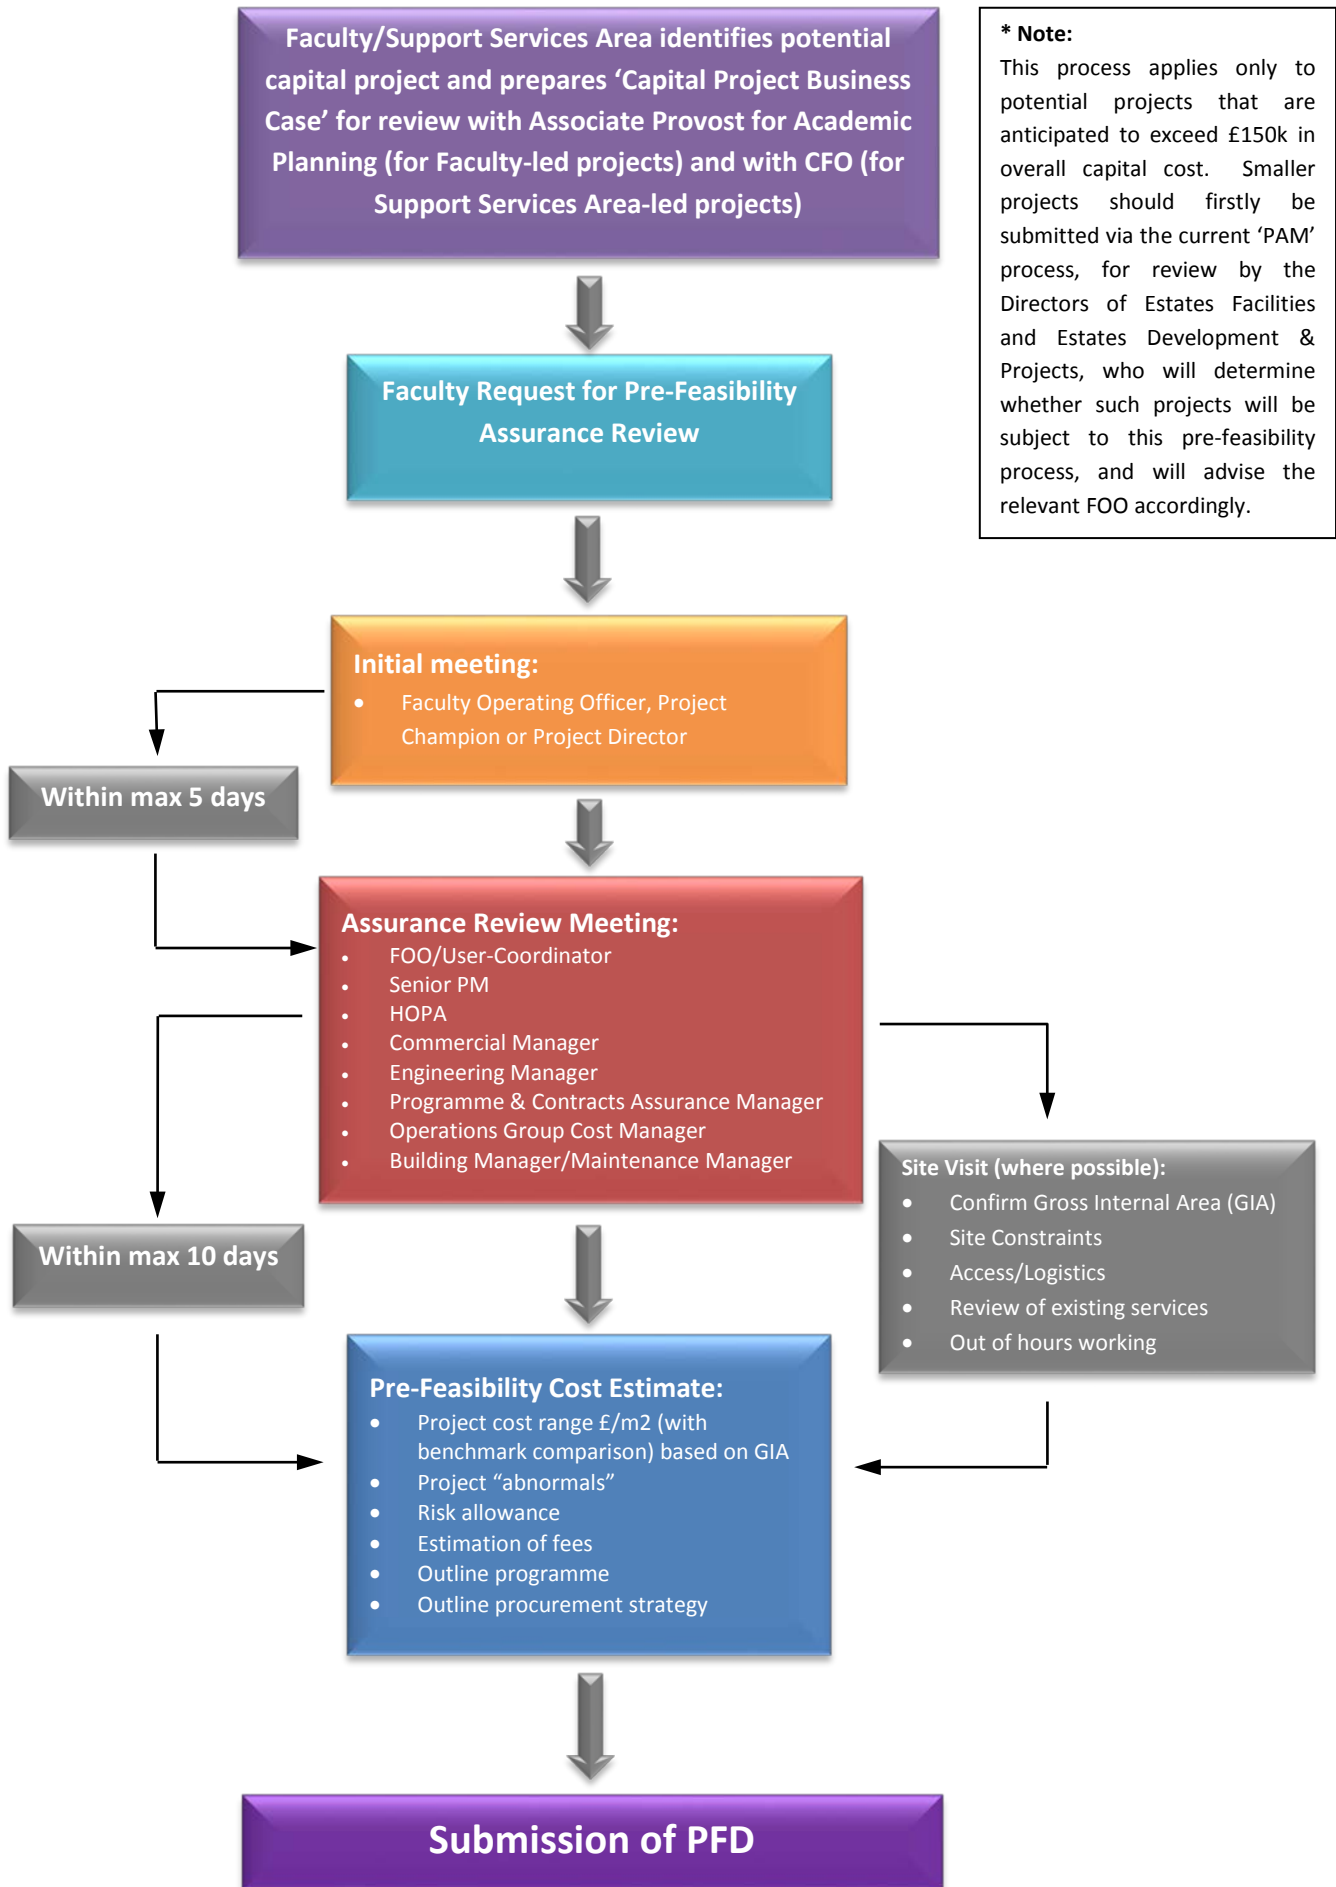 Faculty/Support Services Area identifies potential
capital project and prepares ‘Capital Project Business
Case’ for review with Associate Provost for Academic
Planning (for Faculty-led projects) and with CFO (for
Support Services Area-led projects)
* Note:
This process applies only to
potential projects that are
anticipated to exceed £150k in
overall capital cost. Smaller
projects should firstly be
submitted via the current ‘PAM’
process, for review by the
Directors of Estates Facilities
and Estates Development &
Projects, who will determine
whether such projects will be
subject to this pre-feasibility
process, and will advise the
relevant FOO accordingly.
Faculty Request for Pre-Feasibility
Assurance Review
Initial meeting:
• Faculty Operating Officer, Project
Champion or Project Director
Within max 5 days
Assurance Review Meeting:
• FOO/User-Coordinator
• Senior PM
• HOPA
• Commercial Manager
• Engineering Manager
• Programme & Contracts Assurance Manager
• Operations Group Cost Manager
• Building Manager/Maintenance Manager
Within max 10 days
Site Visit (where possible):
• Confirm Gross Internal Area (GIA)
• Site Constraints
• Access/Logistics
• Review of existing services
• Out of hours working
Pre-Feasibility Cost Estimate:
• Project cost range £/m2 (with
benchmark comparison) based on GIA
• Project “abnormals”
• Risk allowance
• Estimation of fees
• Outline programme
• Outline procurement strategy
Submission of PFD